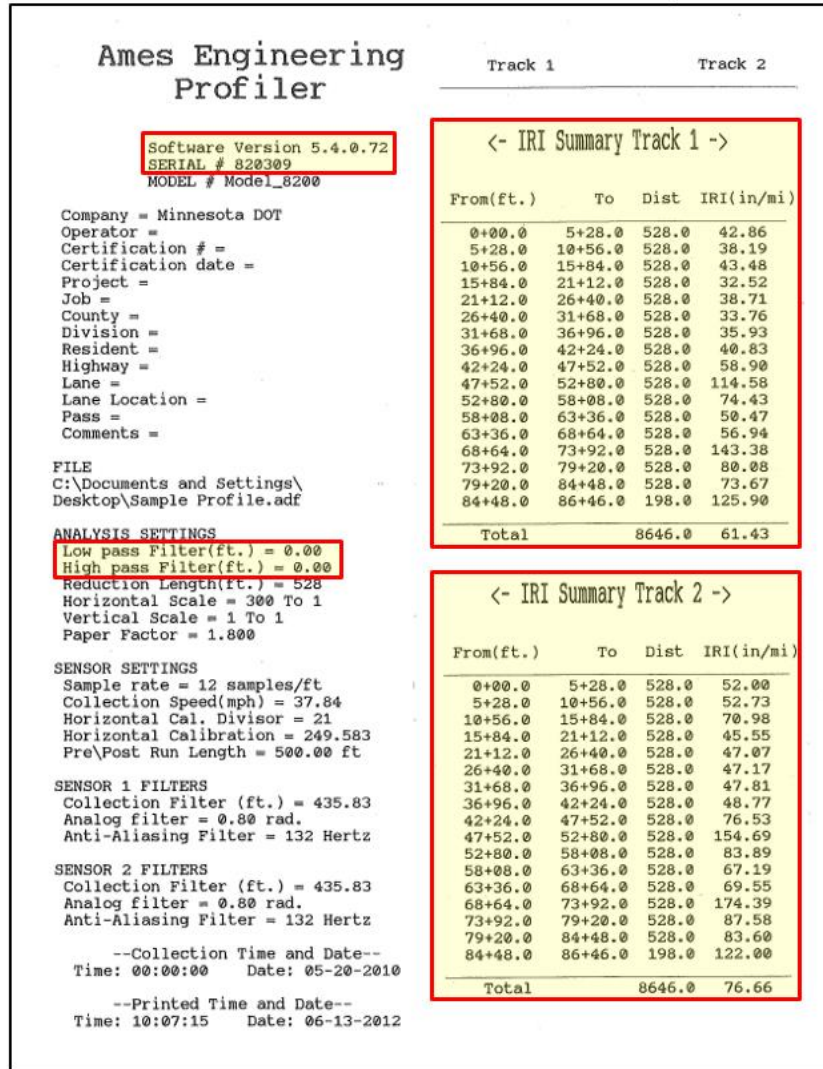 Ames Engineering
Profiler
Software Version 5.4.0.72
SERIAL # 820309
MODEL # Model_8200
Company = Minnesota DOT
Operator =
Certification # =
Certification date =
Project =
Job =
County =
Division =
Resident =
Highway =
Lane =
Lane Location =
Pass =
Comments =
FILE
C:\Documents and Settings\
Desktop\Sample Profile.adf
ANALYSIS SETTINGS
Low pass Filter(ft.) = 0.00
High pass Filter(ft.) = 0.00
Reduction Length(ft.) = 528
Horizontal Scale = 300 To 1
Vertical Scale = 1 To 1
Paper Factor = 1.800
SENSOR SETTINGS
Sample rate = 12 samples/ft
Collection Speed(mph) = 37.84
Horizontal Cal. Divisor = 21
Horizontal Calibration = 249.583
Pre\Post Run Length = 500.00 ft
SENSOR 1 FILTERS
Collection Filter (ft.) = 435.83
Analog filter = 0.80 rad.
Anti-Aliasing Filter = 132 Hertz
SENSOR 2 FILTERS
Collection Filter (ft.) = 435.83
Analog filter = 0.80 rad.
Anti-Aliasing Filter = 132 Hertz
--Collection Time and Date--
Time: 00:00:00 Date: 05-20-2010
--Printed Time and Date--
Time: 10:07:15 Date: 06-13-2012
Track 1 Track 2
<- IRI Summary Track 1 ->
From(ft.) To Dist IRI(in/mi)
0+00.0 5+28.0 528.0 42.86
5+28.0 10+56.0 528.0 38.19
10+56.0 15+84.0 528.0 43.48
15+84.0 21+12.0 528.0 32.52
21+12.0 26+40.0 528.0 38.71
26+40.0 31+68.0 528.0 33.76
31+68.0 36+96.0 528.0 35.93
36+96.0 42+24.0 528.0 40.83
42+24.0 47+52.0 528.0 58.90
47+52.0 52+80.0 528.0 114.58
52+80.0 58+08.0 528.0 74.43
58+08.0 63+36.0 528.0 50.47
63+36.0 68+64.0 528.0 56.94
68+64.0 73+92.0 528.0 143.38
73+92.0 79+20.0 528.0 80.08
79+20.0 84+48.0 528.0 73.67
84+48.0 86+46.0 198.0 125.90
Total 8646.0 61.43
<- IRI Summary Track 2 ->
From(ft.) To Dist IRI(in/mi)
0+00.0 5+28.0 528.0 52.00
5+28.0 10+56.0 528.0 52.73
10+56.0 15+84.0 528.0 70.98
15+84.0 21+12.0 528.0 45.55
21+12.0 26+40.0 528.0 47.07
26+40.0 31+68.0 528.0 47.17
31+68.0 36+96.0 528.0 47.81
36+96.0 42+24.0 528.0 48.77
42+24.0 47+52.0 528.0 76.53
47+52.0 52+80.0 528.0 154.69
52+80.0 58+08.0 528.0 83.89
58+08.0 63+36.0 528.0 67.19
63+36.0 68+64.0 528.0 69.55
68+64.0 73+92.0 528.0 174.39
73+92.0 79+20.0 528.0 87.58
79+20.0 84+48.0 528.0 83.60
84+48.0 86+46.0 198.0 122.00
Total 8646.0 76.66